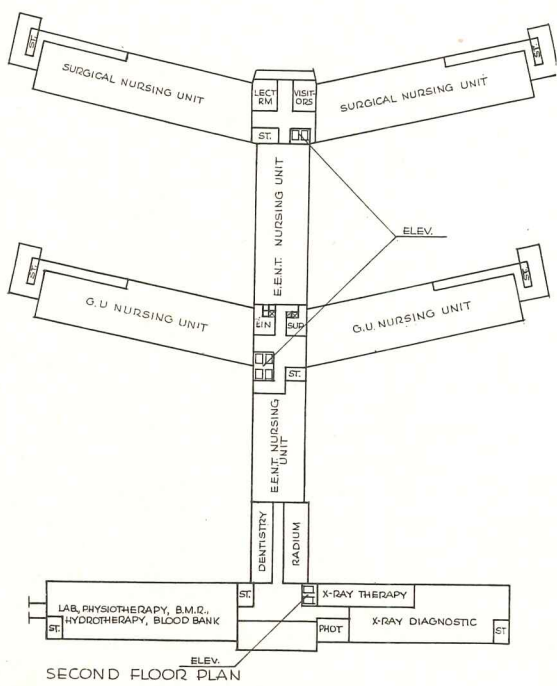 ST.
ST.
SURGICAL NURSING UNIT
LECT
RM
VISIT-
ORS
SURGICAL NURSING UNIT
ST.
E.E.N.T. NURSING UNIT
ELEV.
ST.
ST.
G.U. NURSING UNIT
LIN
SUP
G.U. NURSING UNIT
ST.
E.E.N.T. NURSING
UNIT
DENTISTRY
RADIUM
ST.
X-RAY THERAPY
LAB, PHYSIOTHERAPY, B.M.R.,
HYDROTHERAPY, BLOOD BANK
ST.
PHOT
X-RAY DIAGNOSTIC
ST
ELEV.
SECOND FLOOR PLAN